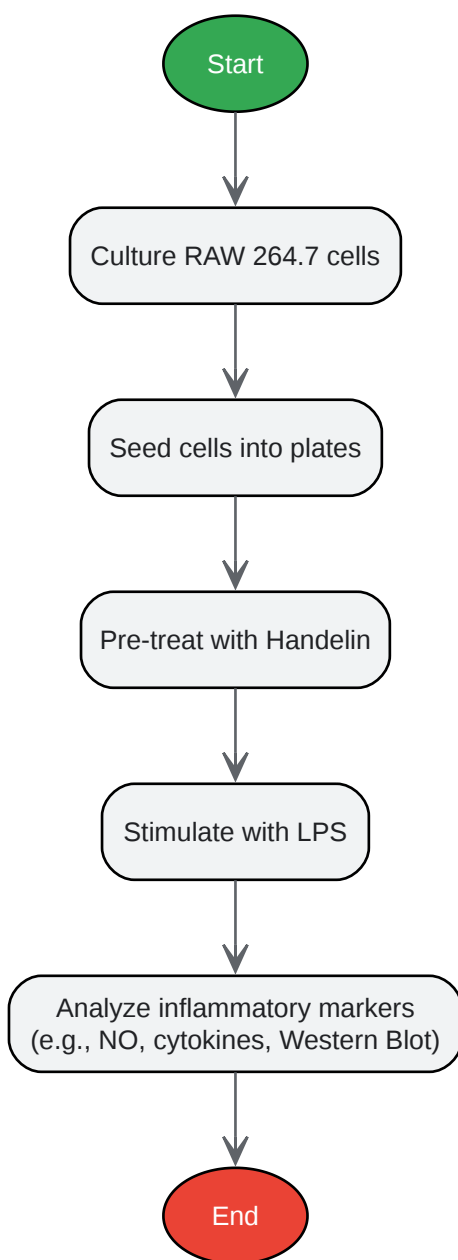 Start
Culture RAW 264.7 cells
Seed cells into plates
Pre-treat with Handelin
Stimulate with LPS
Analyze inflammatory markers
(e.g., NO, cytokines, Western Blot)
End